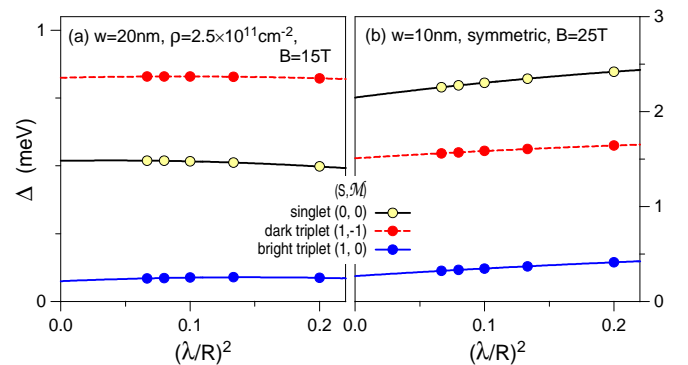 (a) w=20nm, ρ=2.5×10¹¹cm⁻²,
B=15T
(b) w=10nm, symmetric, B=25T
1
0
Δ (meV)
3
2
1
0
(S,ℳ)
singlet (0, 0)
dark triplet (1,-1)
bright triplet (1, 0)
0.0
0.1
0.2
0.0
0.1
0.2
(λ/R)²
(λ/R)²